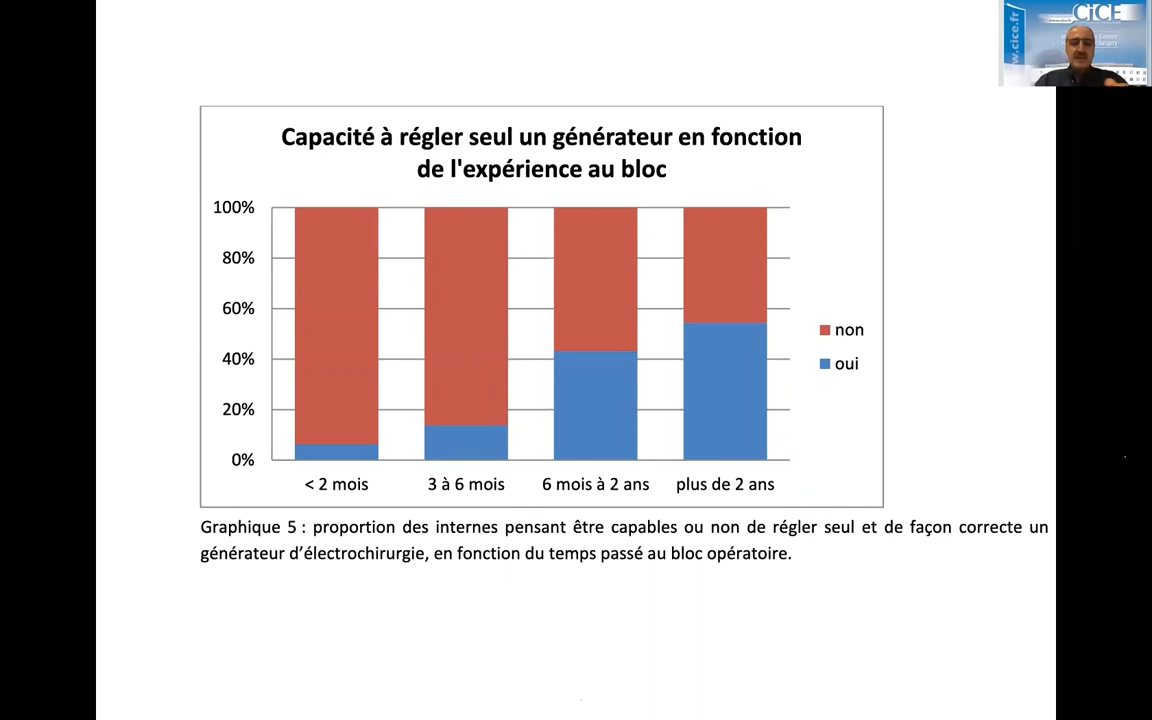 CiCE
www.cice.fr
Centre
Capacité à régler seul un générateur en fonction
de l'expérience au bloc
100%
80%
60%
40%
20%
0%
< 2 mois
3 à 6 mois
6 mois à 2 ans
plus de 2 ans
non
oui
Graphique 5 : proportion des internes pensant être capables ou non de régler seul et de façon correcte un
générateur d’électrochirurgie, en fonction du temps passé au bloc opératoire.